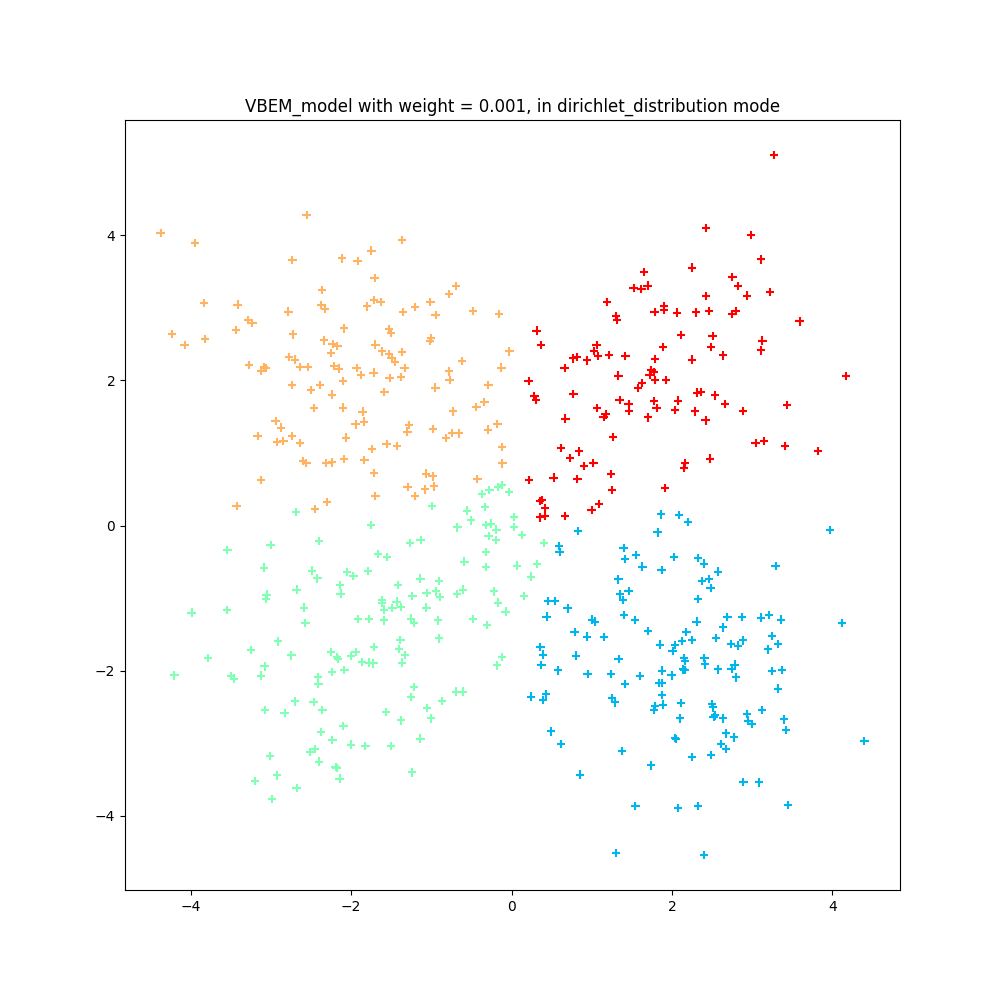 VBEM_model with weight = 0.001, in dirichlet_distribution mode
4
2
0
−2
−4
−4 −2 0 2 4